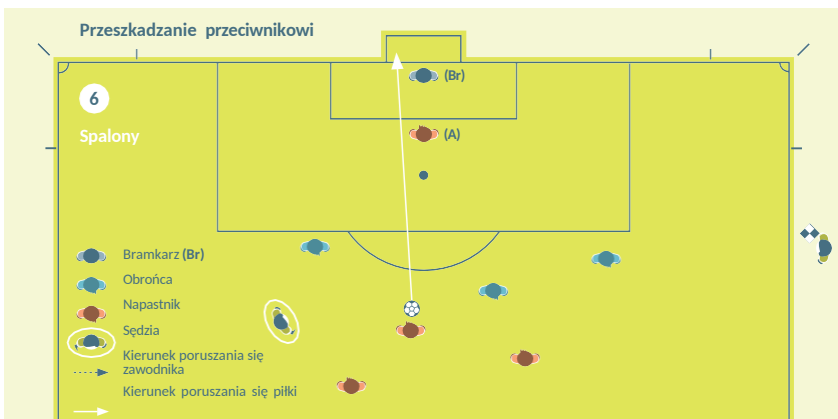 Przeszkadzanie przeciwnikowi
(Br)
6
Spalony
(A)
Bramkarz (Br)
Obrońca
Napastnik
Sędzia
Kierunek poruszania się
zawodnika
Kierunek poruszania się piłki